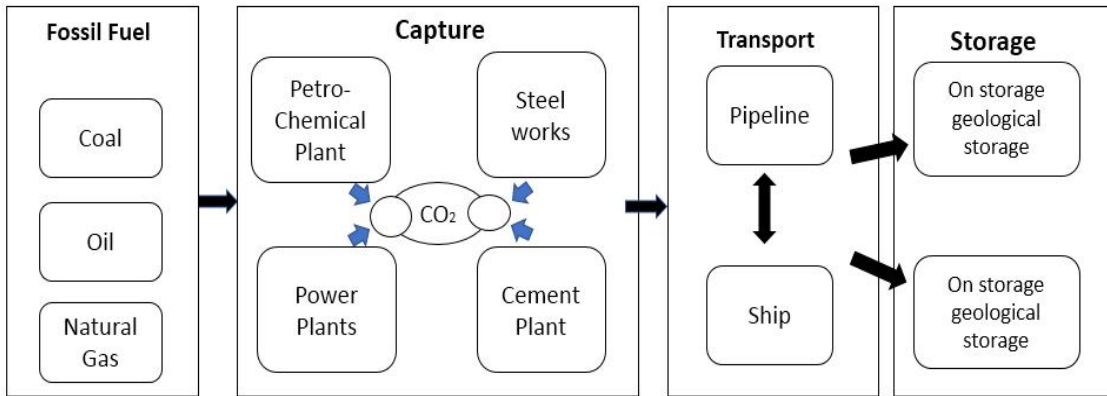 Fossil Fuel
Coal
Oil
Natural
Gas
Capture
Petro-
Chemical
Plant
Steel
works
CO₂
Power
Plants
Cement
Plant
Transport
Pipeline
Ship
Storage
On storage
geological
storage
On storage
geological
storage